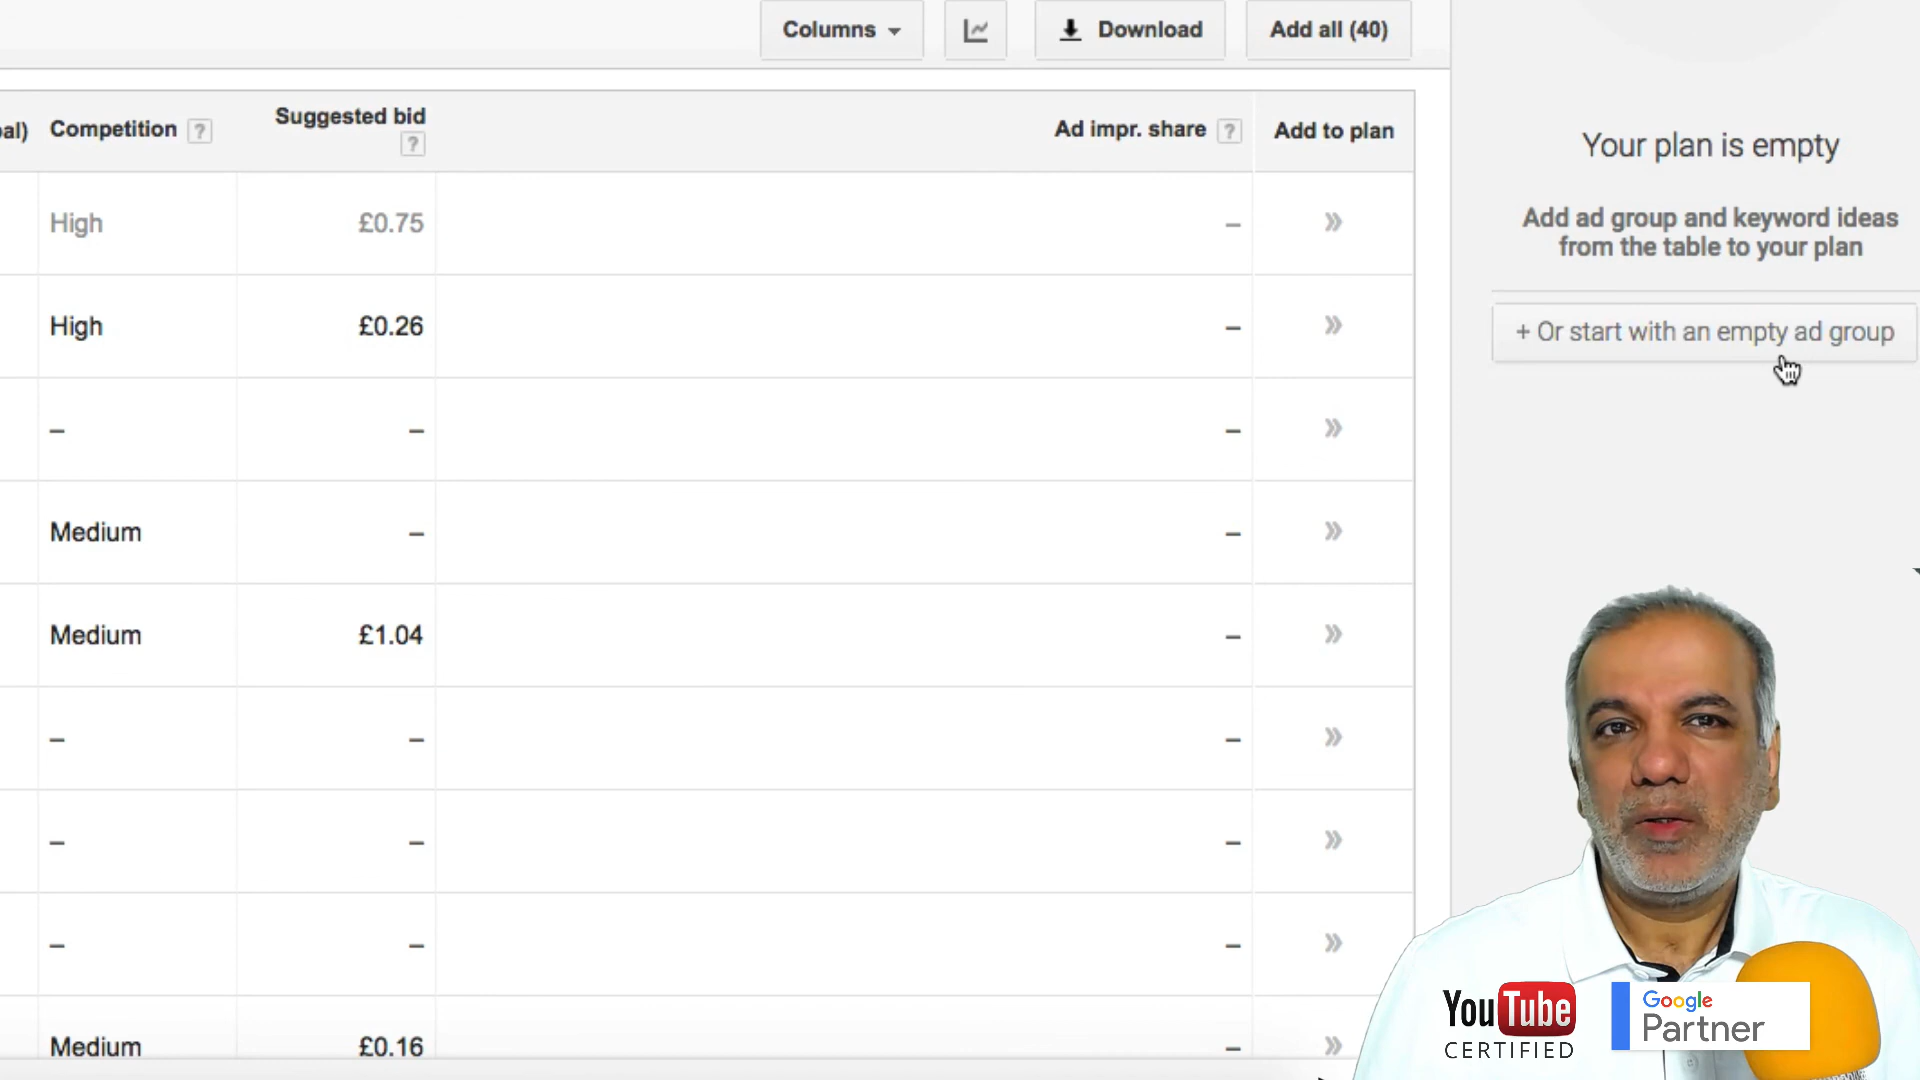 Columns
Download
Add all (40)
al)
Competition ?
Suggested bid
?
Ad impr. share ?
Add to plan
High £0.75 – »
High £0.26 – »
– – – »
Medium – – »
Medium £1.04 – »
– – – »
– – – »
– – – »
Medium £0.16 – »
Your plan is empty
Add ad group and keyword ideas
from the table to your plan
+ Or start with an empty ad group
YouTube
CERTIFIED
Google
Partner